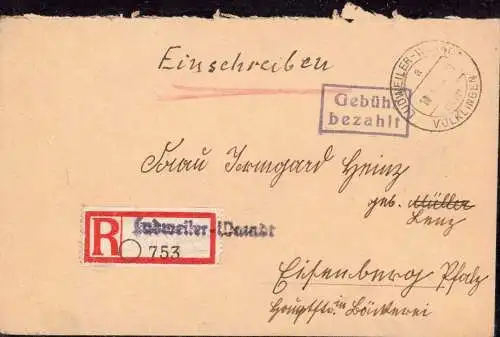 Einschreiben
Gebühr
bezahlt
LUDWEILER-WARNDT
VÖLKLINGEN
Frau Irmgard Heinz
geb. Müller
Lenz
R Ludweiler-Warndt
753
Eisenberg Pfalz
Hauptstr. in Bäckerei